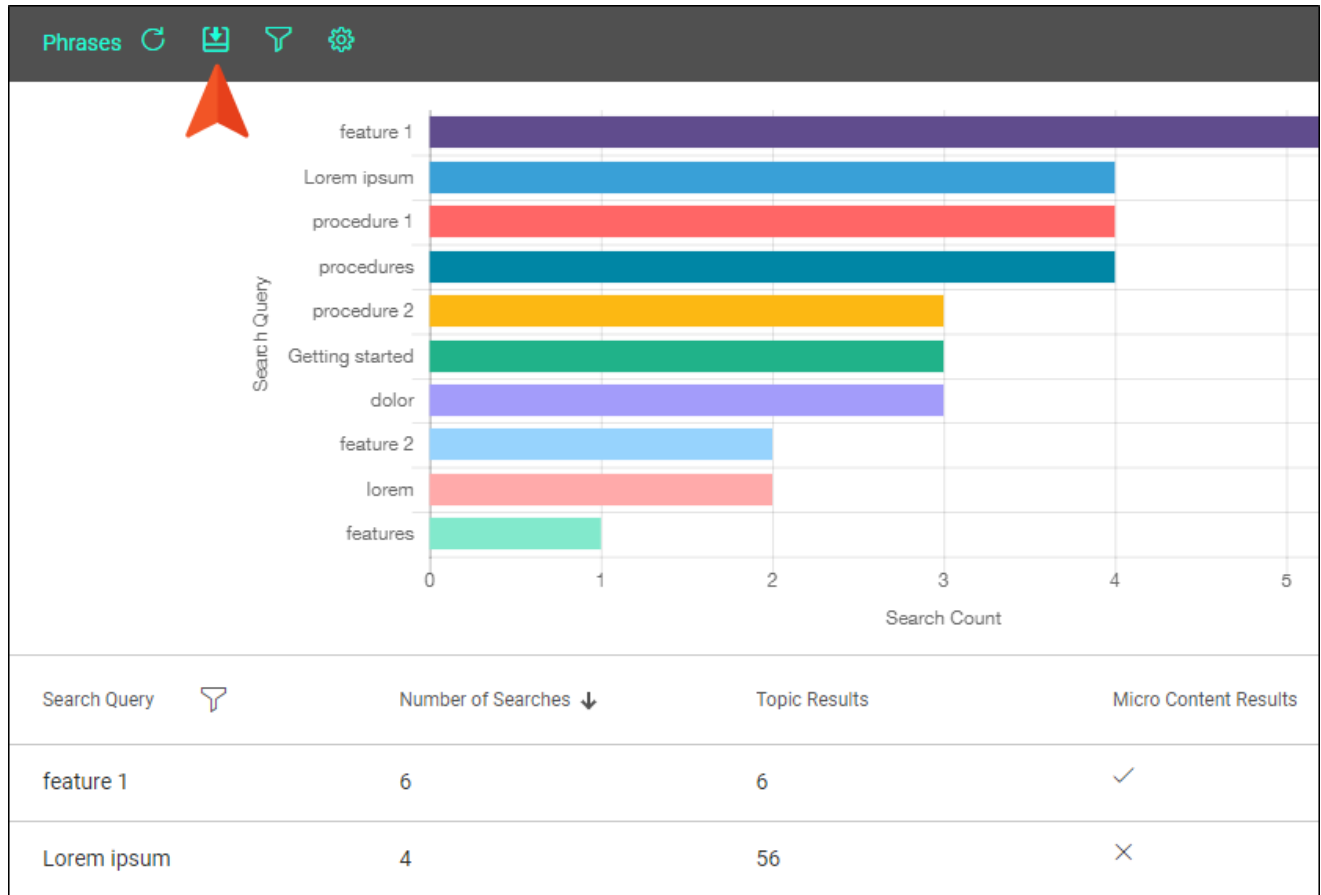 Phrases
feature 1
Lorem ipsum
procedure 1
procedures
procedure 2
Getting started
dolor
feature 2
lorem
features
Search Query
0 1 2 3 4 5
Search Count
Search Query Number of Searches Topic Results Micro Content Results
feature 1 6 6
Lorem ipsum 4 56